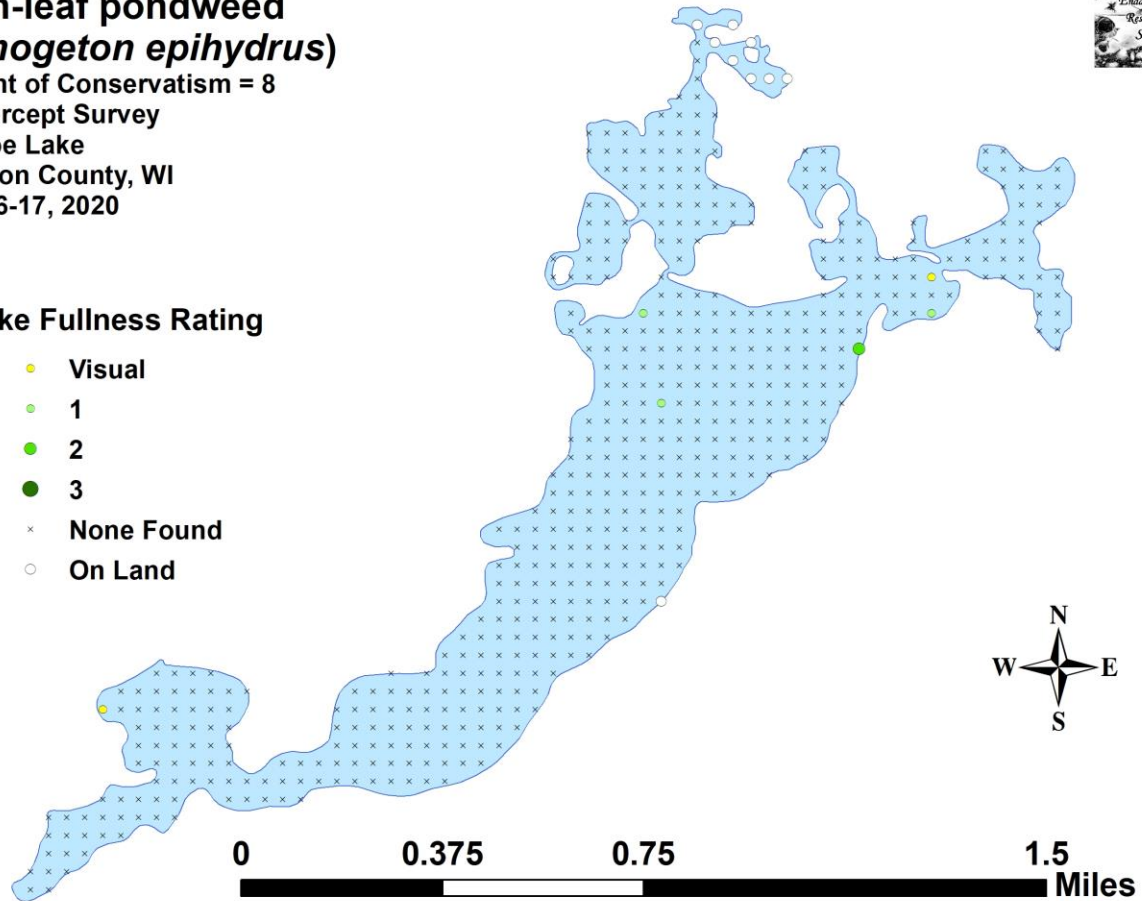 n-leaf pondweed
nogeton epihydrus)
nt of Conservatism = 8
ercept Survey
e Lake
on County, WI
6-17, 2020
ke Fullness Rating
Visual
1
2
3
None Found
On Land
N
W E
S
0 0.375 0.75 1.5
Miles